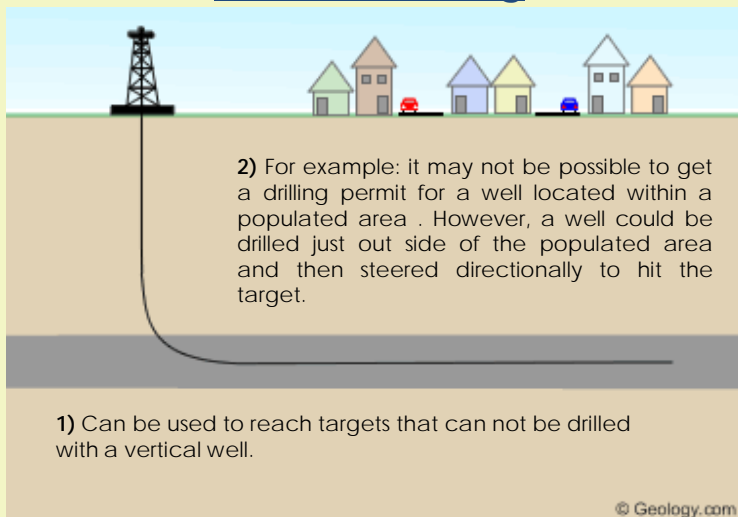 2) For example: it may not be possible to get
a drilling permit for a well located within a
populated area . However, a well could be
drilled just out side of the populated area
and then steered directionally to hit the
target.
1) Can be used to reach targets that can not be drilled
with a vertical well.
© Geology.com